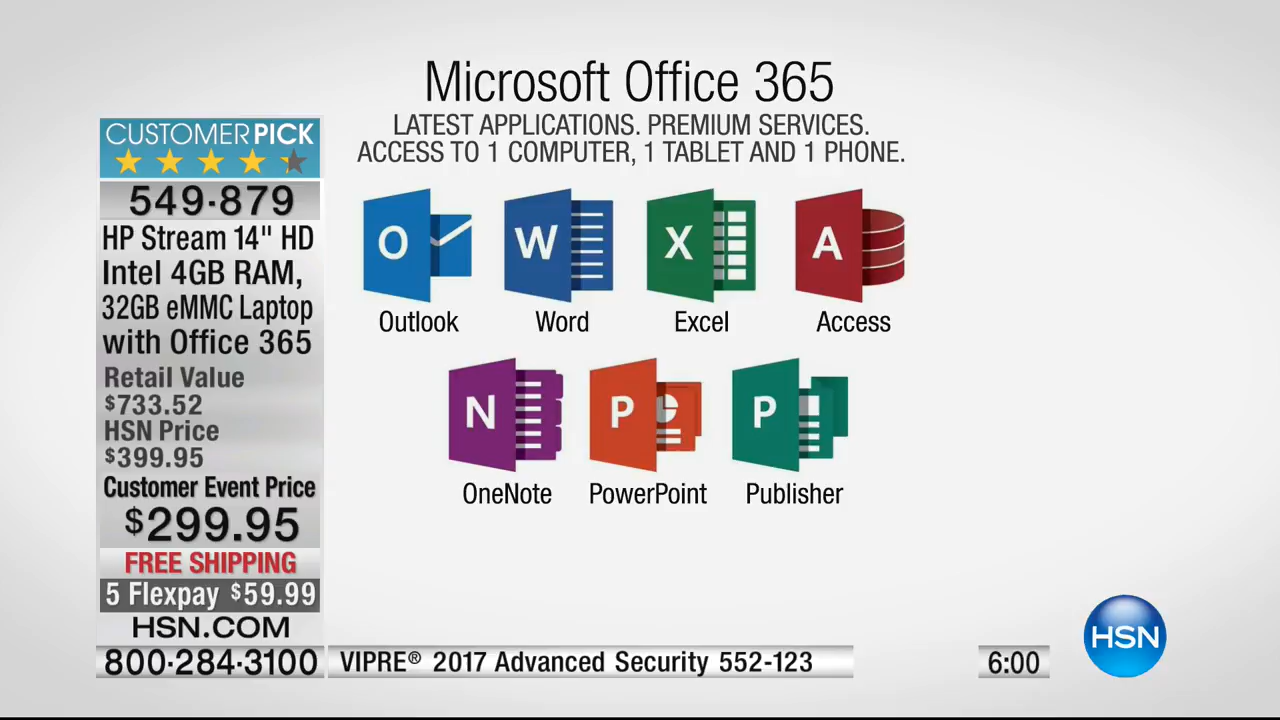 Microsoft Office 365
LATEST APPLICATIONS. PREMIUM SERVICES.
ACCESS TO 1 COMPUTER, 1 TABLET AND 1 PHONE.
CUSTOMERPICK
549-879
HP Stream 14" HD
Intel 4GB RAM,
32GB eMMC Laptop
with Office 365
Retail Value
$733.52
HSN Price
$399.95
Customer Event Price
$299.95
FREE SHIPPING
5 Flexpay $59.99
HSN.COM
800-284-3100
O W X A
Outlook Word Excel Access
N P P
OneNote PowerPoint Publisher
VIPRE® 2017 Advanced Security 552-123
6:00
HSN